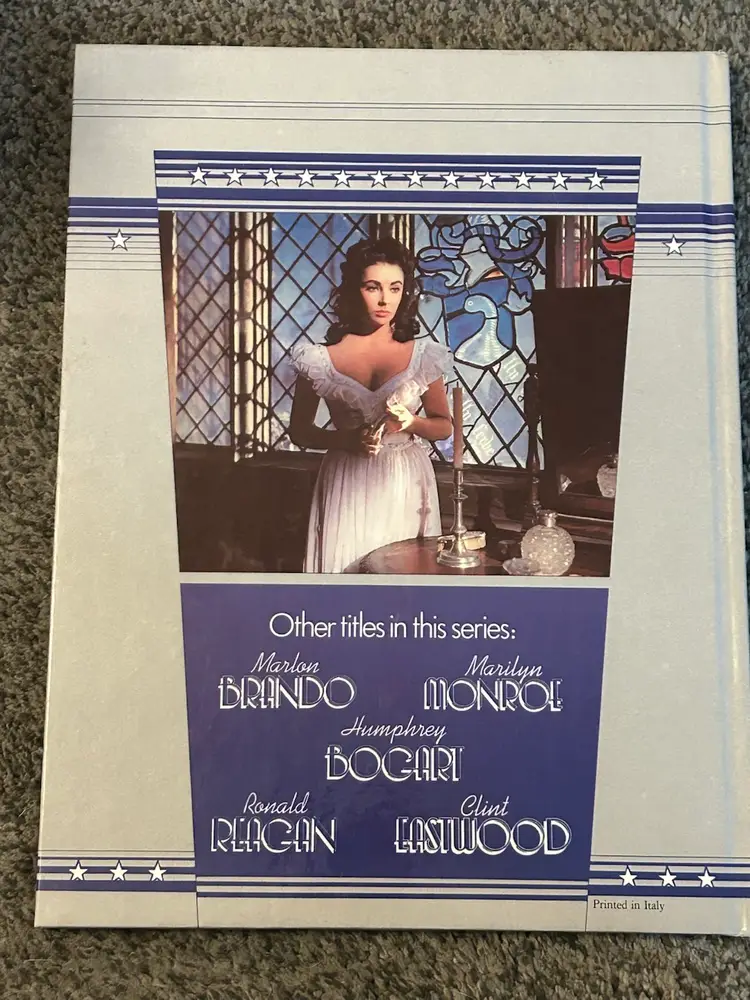 Other titles in this series:
Marlon
BRANDO
Marilyn
MONROE
Humphrey
BOGART
Ronald
REAGAN
Clint
EASTWOOD
Printed in Italy